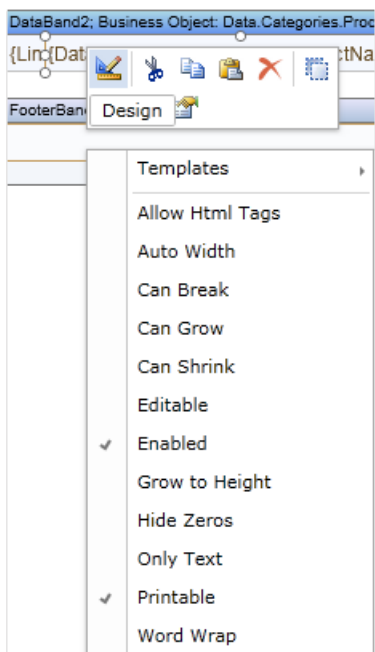 DataBand2; Business Object: Data.Categories.Proc
{Lin{Dat ctNa
FooterBan
Design
Templates
Allow Html Tags
Auto Width
Can Break
Can Grow
Can Shrink
Editable
Enabled
Grow to Height
Hide Zeros
Only Text
Printable
Word Wrap